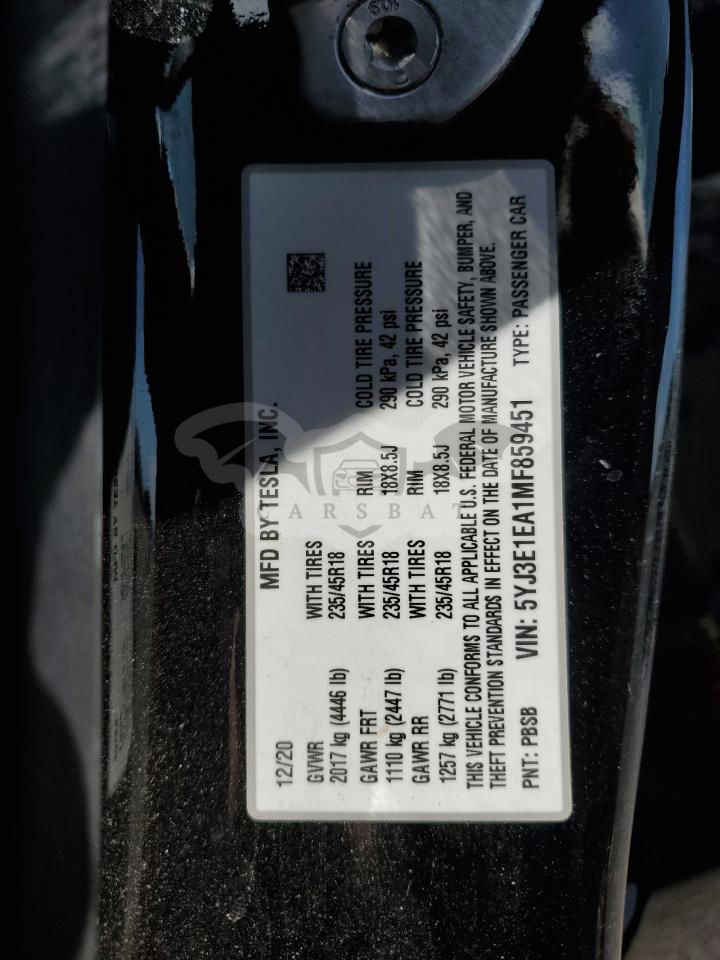 12/20 MFD BY TESLA, INC.
GVWR WITH TIRES
2017 kg (4446 lb) 235/45R18
GAWR FRT WITH TIRES RIM COLD TIRE PRESSURE
1110 kg (2447 lb) 235/45R18 18X8.5J 290 kPa, 42 psi
GAWR RR WITH TIRES RIM COLD TIRE PRESSURE
1257 kg (2771 lb) 235/45R18 18X8.5J 290 kPa, 42 psi
THIS VEHICLE CONFORMS TO ALL APPLICABLE U.S. FEDERAL MOTOR VEHICLE SAFETY, BUMPER, AND
THEFT PREVENTION STANDARDS IN EFFECT ON THE DATE OF MANUFACTURE SHOWN ABOVE.
PNT: PBSB VIN: 5YJ3E1EA1MF859451 TYPE: PASSENGER CAR
CARSBAT